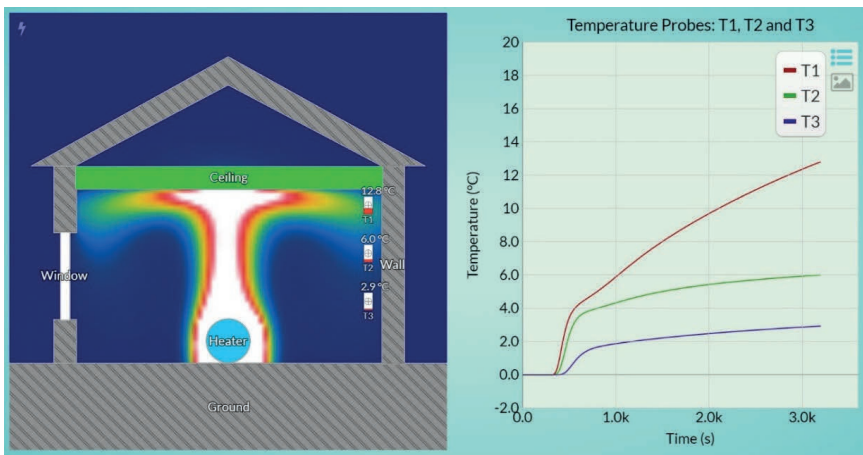 Ceiling
12.8 °C
T1
6.0 °C
T2
Window
Wall
2.9 °C
T3
Heater
Ground
Temperature Probes: T1, T2 and T3
T1
T2
T3
Temperature (°C)
20
18
16
14
12
10
8.0
6.0
4.0
2.0
0.0
-2.0
0.0
1.0k
2.0k
3.0k
Time (s)